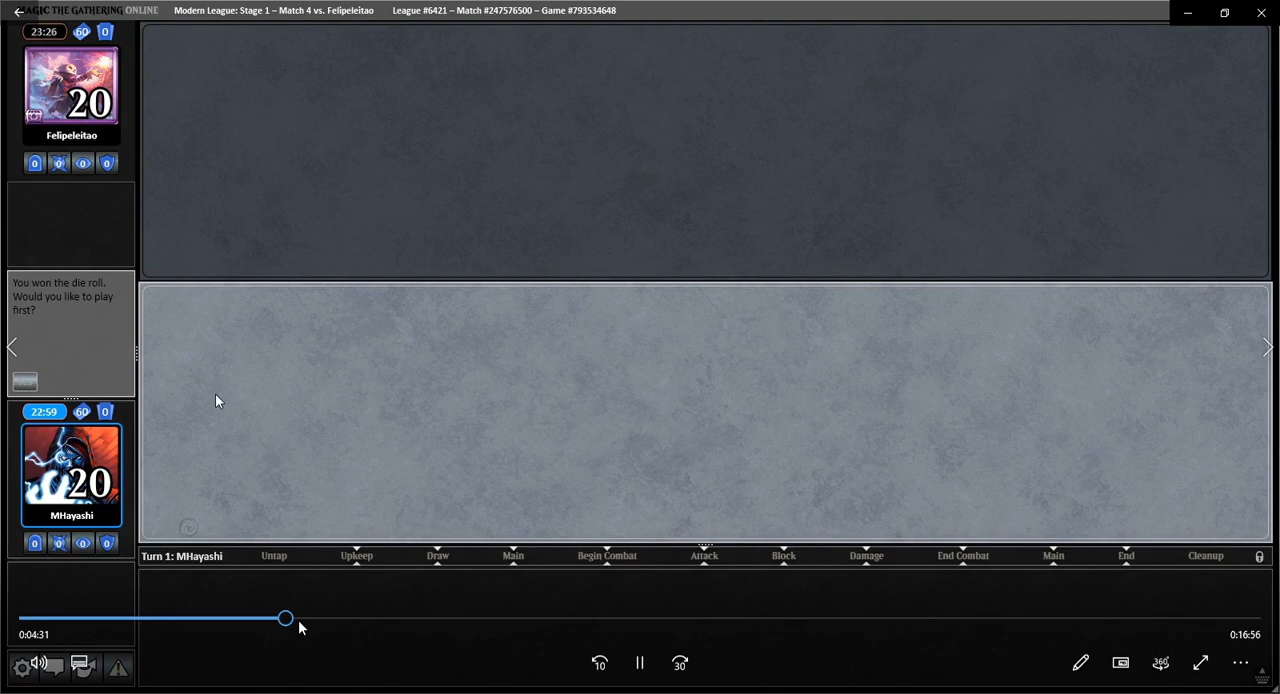 MAGIC THE GATHERING ONLINE
Modern League: Stage 1 – Match 4 vs. Felipeleitao
League #6421 – Match #247576500 – Game #793534648
23:26
60
0
20
Felipeleitao
0
0
0
0
You won the die roll.
Would you like to play
first?
22:59
60
0
20
MHayashi
0
0
0
0
Turn 1: MHayashi
Untap
Upkeep
Draw
Main
Begin Combat
Attack
Block
Damage
End Combat
Main
End
Cleanup
0:04:31
0:16:56
10
30
360